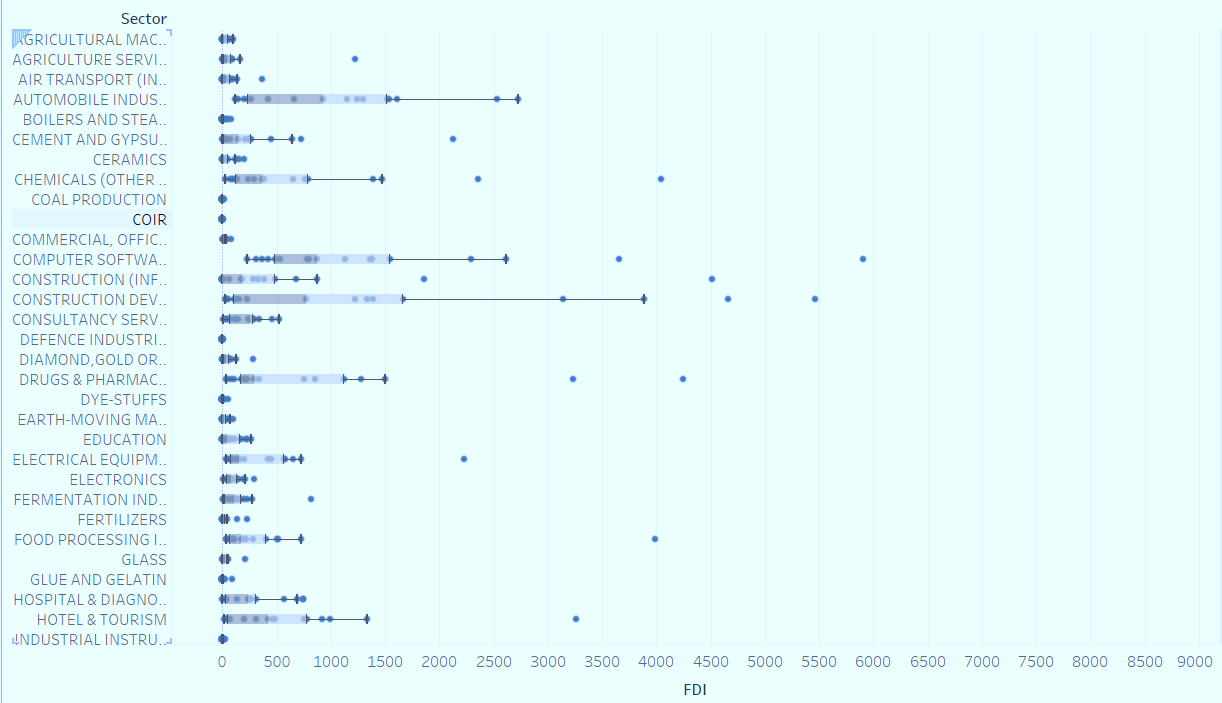 Sector
AGRICULTURAL MAC..
AGRICULTURE SERVI..
AIR TRANSPORT (IN..
AUTOMOBILE INDUS..
BOILERS AND STEA..
CEMENT AND GYPSU..
CERAMICS
CHEMICALS (OTHER ..
COAL PRODUCTION
COIR
COMMERCIAL, OFFIC..
COMPUTER SOFTWA..
CONSTRUCTION (INF..
CONSTRUCTION DEV..
CONSULTANCY SERV..
DEFENCE INDUSTRI..
DIAMOND,GOLD OR..
DRUGS & PHARMAC..
DYE-STUFFS
EARTH-MOVING MA..
EDUCATION
ELECTRICAL EQUIPM..
ELECTRONICS
FERMENTATION IND..
FERTILIZERS
FOOD PROCESSING I..
GLASS
GLUE AND GELATIN
HOSPITAL & DIAGNO..
HOTEL & TOURISM
INDUSTRIAL INSTRU..
0 500 1000 1500 2000 2500 3000 3500 4000 4500 5000 5500 6000 6500 7000 7500 8000 8500 9000
FDI